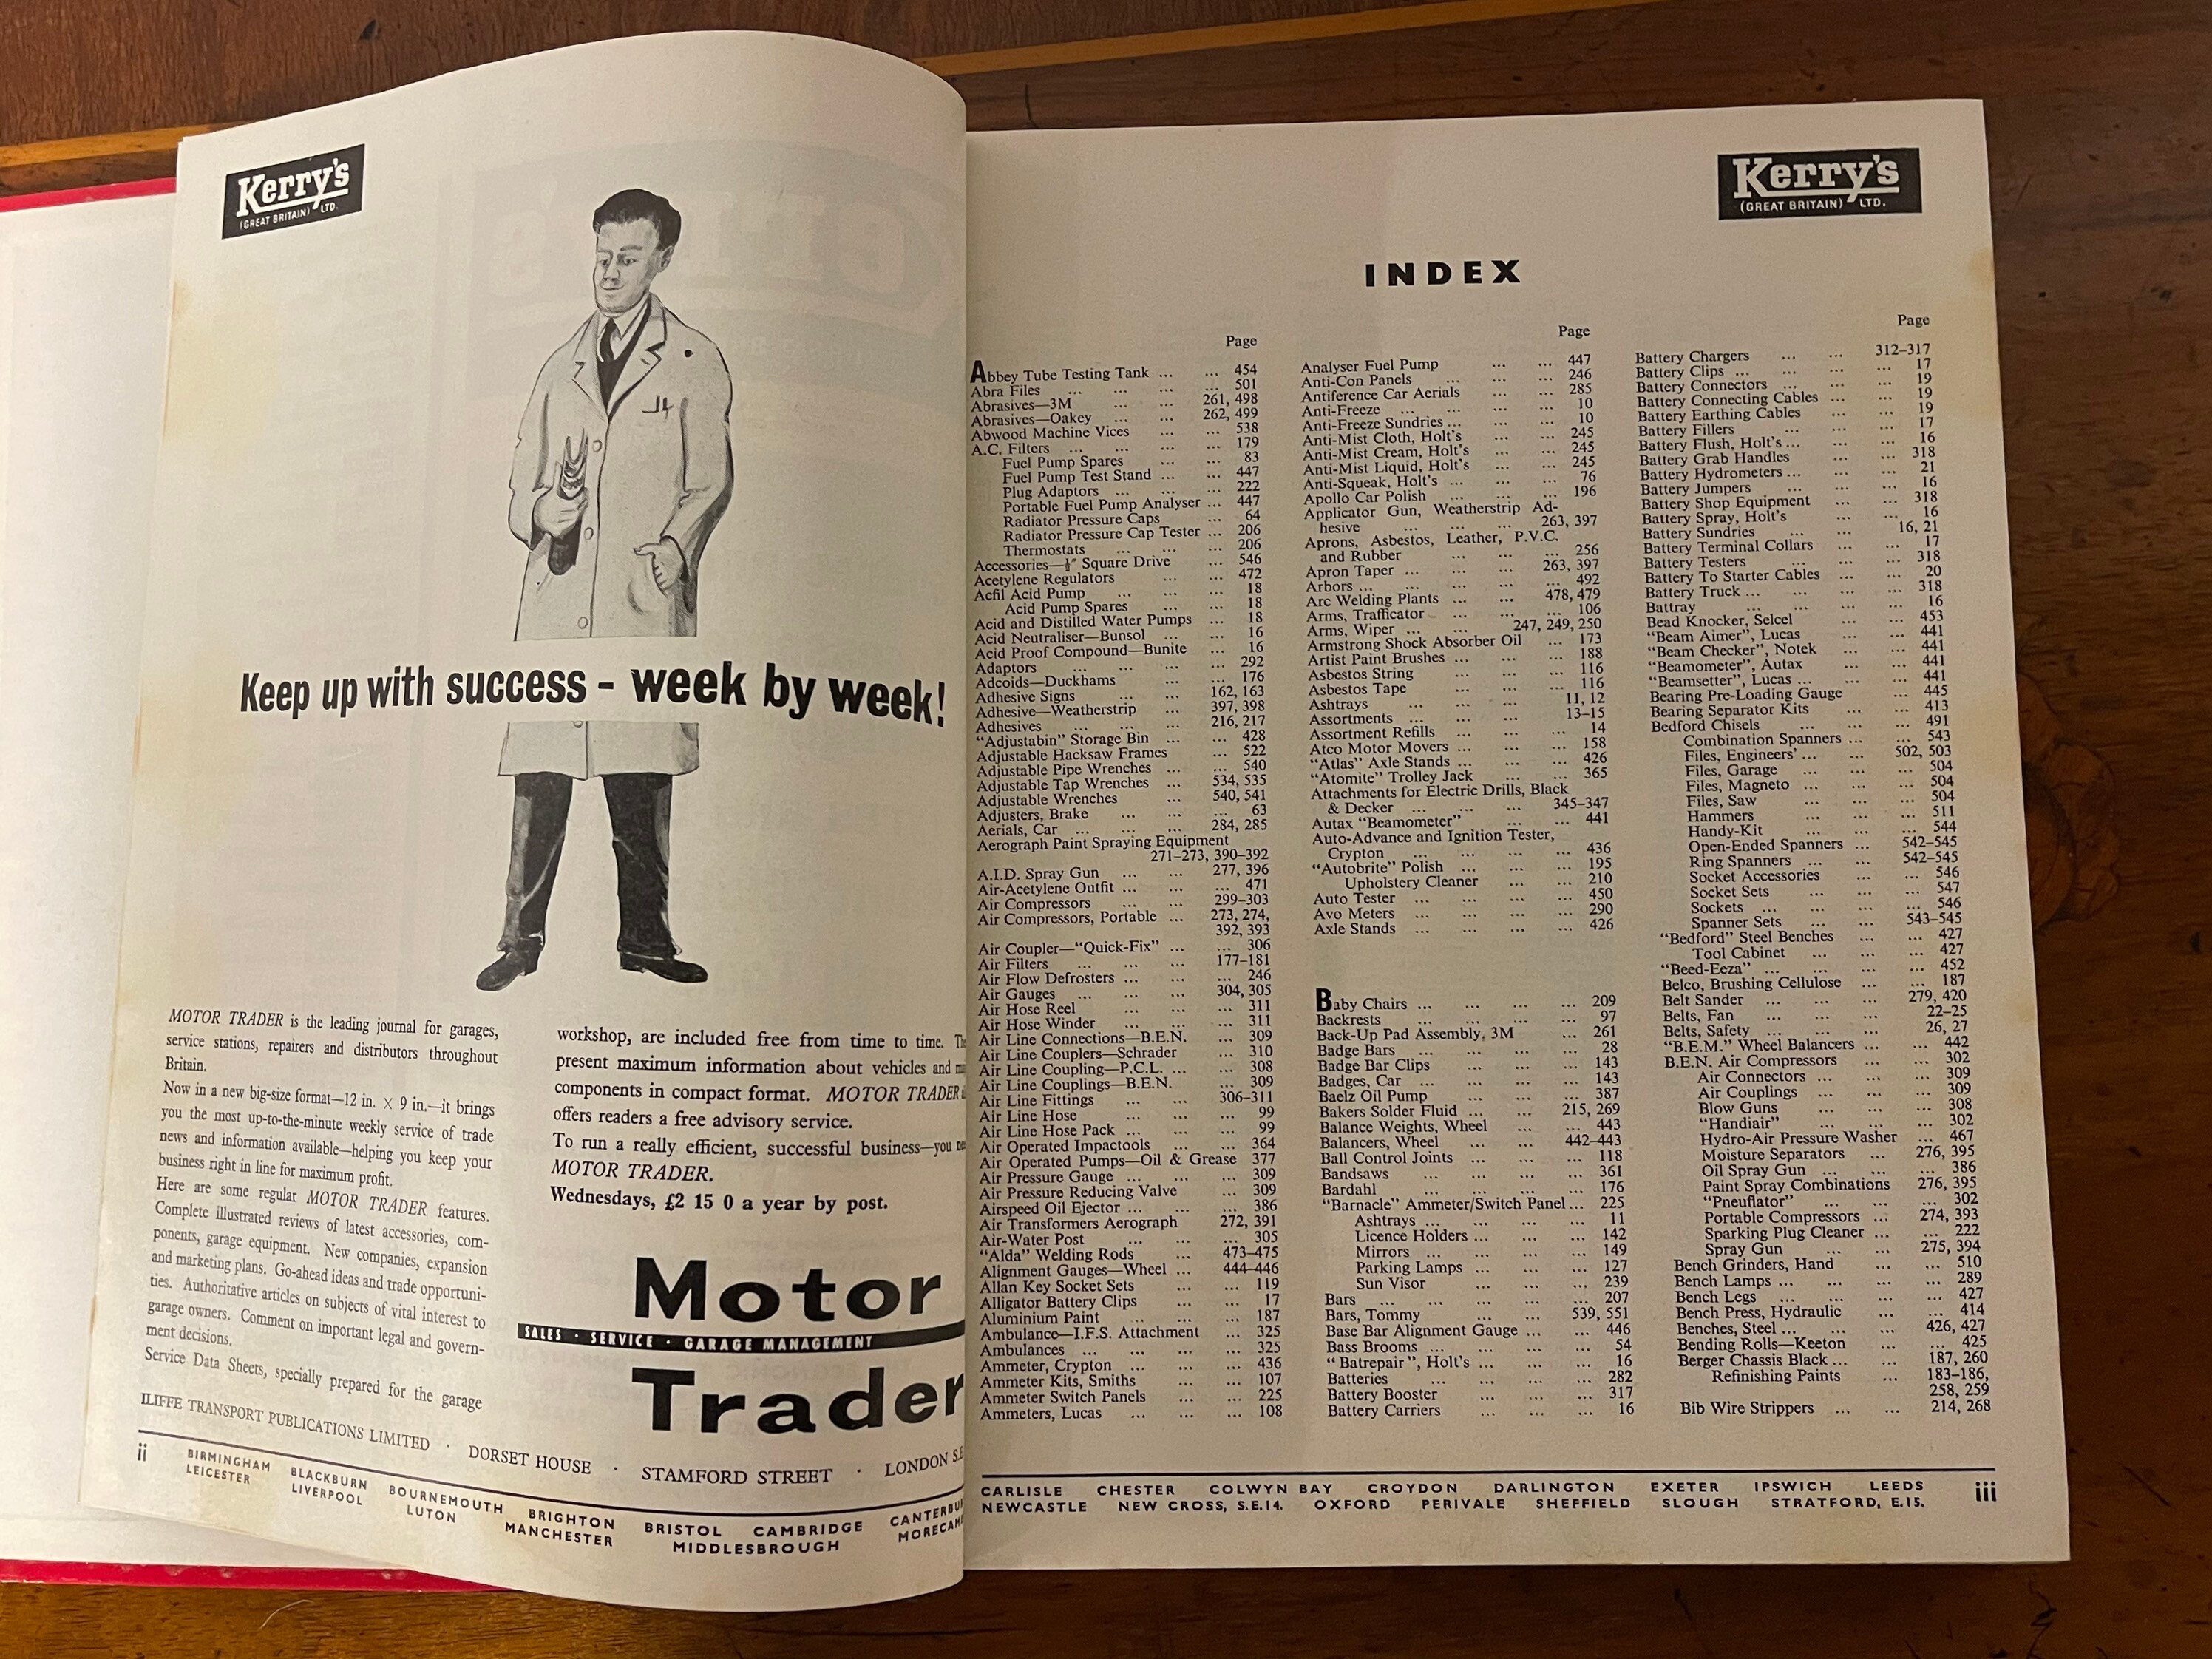 Kerry's
(GREAT BRITAIN) LTD.
Keep up with success - week by week!
MOTOR TRADER is the leading journal for garages,
service stations, repairers and distributors throughout
Britain.
Now in a new big-size format—12 in. × 9 in.—it brings
you the most up-to-the-minute weekly service of trade
news and information available—helping you keep your
business right in line for maximum profit.
Here are some regular MOTOR TRADER features.
Complete illustrated reviews of latest accessories, com-
ponents, garage equipment. New companies, expansion
and marketing plans. Go-ahead ideas and trade opportuni-
ties. Authoritative articles on subjects of vital interest to
garage owners. Comment on important legal and govern-
ment decisions.
Service Data Sheets, specially prepared for the garage
workshop, are included free from time to time.
present maximum information about vehicles and
components in compact format. MOTOR TRADER
offers readers a free advisory service.
To run a really efficient, successful business—you
MOTOR TRADER.
Wednesdays, £2 15 0 a year by post.
Motor
SALES · SERVICE · GARAGE MANAGEMENT
Trader
ILIFFE TRANSPORT PUBLICATIONS LIMITED · DORSET HOUSE · STAMFORD STREET · LONDON S.E.
ii
BIRMINGHAM BLACKBURN BOURNEMOUTH BRIGHTON BRISTOL CAMBRIDGE
LEICESTER LIVERPOOL LUTON MANCHESTER MIDDLESBROUGH
Kerry's
(GREAT BRITAIN) LTD.
INDEX
Page
Abbey Tube Testing Tank ... ... 454
Abra Files ... ... ... 501
Abrasives—3M ... ... 261, 498
Abrasives—Oakey ... ... 262, 499
Abwood Machine Vices ... ... 538
A.C. Filters ... ... ... 179
Fuel Pump Spares ... ... 83
Fuel Pump Test Stand ... ... 447
Plug Adaptors ... ... ... 222
Portable Fuel Pump Analyser ... 447
Radiator Pressure Caps ... 64
Radiator Pressure Cap Tester ... 206
Thermostats ... ... ... 206
Accessories—½″ Square Drive ... 546
Acetylene Regulators ... ... 472
Acfil Acid Pump ... ... ... 18
Acid Pump Spares ... ... 18
Acid and Distilled Water Pumps ... 18
Acid Neutraliser—Bunsol ... ... 16
Acid Proof Compound—Bunite ... 16
Adaptors ... ... ... ... 292
Adcoids—Duckhams ... ... 176
Adhesive Signs ... ... 162, 163
Adhesive—Weatherstrip ... 397, 398
Adhesives ... ... ... 216, 217
"Adjustabin" Storage Bin ... ... 428
Adjustable Hacksaw Frames ... 522
Adjustable Pipe Wrenches ... ... 540
Adjustable Tap Wrenches ... 534, 535
Adjustable Wrenches ... 540, 541
Adjusters, Brake ... ... ... 63
Aerials, Car ... ... ... 284, 285
Aerograph Paint Spraying Equipment
271–273, 390–392
A.I.D. Spray Gun ... ... 277, 396
Air-Acetylene Outfit ... ... ... 471
Air Compressors ... ... 299–303
Air Compressors, Portable ... 273, 274,
392, 393
Air Coupler—"Quick-Fix" ... ... 306
Air Filters ... ... ... 177–181
Air Flow Defrosters ... ... ... 246
Air Gauges ... ... ... 304, 305
Air Hose Reel ... ... ... 311
Air Hose Winder ... ... ... 311
Air Line Connections—B.E.N. ... 309
Air Line Couplers—Schrader ... 310
Air Line Coupling—P.C.L. ... ... 308
Air Line Couplings—B.E.N. ... 309
Air Line Fittings ... ... 306–311
Air Line Hose ... ... ... 99
Air Line Hose Pack ... ... ... 99
Air Operated Impactools ... ... 364
Air Operated Pumps—Oil & Grease 377
Air Pressure Gauge ... ... ... 309
Air Pressure Reducing Valve ... 309
Airspeed Oil Ejector ... ... ... 386
Air Transformers Aerograph 272, 391
Air-Water Post ... ... ... 305
"Alda" Welding Rods ... 473–475
Alignment Gauges—Wheel ... 444–446
Allan Key Socket Sets ... ... 119
Alligator Battery Clips ... ... 17
Aluminium Paint ... ... ... 187
Ambulance—I.F.S. Attachment ... 325
Ambulances ... ... ... ... 325
Ammeter, Crypton ... ... ... 436
Ammeter Kits, Smiths ... ... 107
Ammeter Switch Panels ... ... 225
Ammeters, Lucas ... ... ... 108
Page
Analyser Fuel Pump ... ... 447
Anti-Con Panels ... ... ... 246
Antiference Car Aerials ... ... 285
Anti-Freeze ... ... ... ... 10
Anti-Freeze Sundries ... ... ... 10
Anti-Mist Cloth, Holt's ... ... 245
Anti-Mist Cream, Holt's ... ... 245
Anti-Mist Liquid, Holt's ... ... 245
Anti-Squeak, Holt's ... ... ... 76
Apollo Car Polish ... ... ... 196
Applicator Gun, Weatherstrip Ad-
hesive ... ... ... 263, 397
Aprons, Asbestos, Leather, P.V.C.
and Rubber ... ... ... 256
Apron Taper ... ... ... 263, 397
Arbors ... ... ... ... ... 492
Arc Welding Plants ... ... 478, 479
Arms, Trafficator ... ... ... 106
Arms, Wiper ... ... 247, 249, 250
Armstrong Shock Absorber Oil ... 173
Artist Paint Brushes ... ... ... 188
Asbestos String ... ... ... 116
Asbestos Tape ... ... ... 116
Ashtrays ... ... ... ... 11, 12
Assortments ... ... ... ... 13–15
Assortment Refills ... ... ... 14
Atco Motor Movers ... ... ... 158
"Atlas" Axle Stands ... ... ... 426
"Atomite" Trolley Jack ... ... 365
Attachments for Electric Drills, Black
& Decker ... ... ... 345–347
Autax "Beamometer" ... ... 441
Auto-Advance and Ignition Tester,
Crypton ... ... ... ... 436
"Autobrite" Polish ... ... ... 195
Upholstery Cleaner ... ... 210
Auto Tester ... ... ... ... 450
Avo Meters ... ... ... ... 290
Axle Stands ... ... ... ... 426
Baby Chairs ... ... ... ... 209
Backrests ... ... ... ... 97
Back-Up Pad Assembly, 3M ... 261
Badge Bars ... ... ... ... 28
Badge Bar Clips ... ... ... 143
Badges, Car ... ... ... ... 143
Baelz Oil Pump ... ... ... 387
Bakers Solder Fluid ... ... 215, 269
Balance Weights, Wheel ... ... 443
Balancers, Wheel ... ... 442–443
Ball Control Joints ... ... ... 118
Bandsaws ... ... ... ... 361
Bardahl ... ... ... ... 176
"Barnacle" Ammeter/Switch Panel ... 225
Ashtrays ... ... ... ... 11
Licence Holders ... ... ... 142
Mirrors ... ... ... ... 149
Parking Lamps ... ... ... 127
Sun Visor ... ... ... 239
Bars ... ... ... ... ... 207
Bars, Tommy ... ... ... 539, 551
Base Bar Alignment Gauge ... ... 446
Bass Brooms ... ... ... ... 54
"Batrepair", Holt's ... ... ... 16
Batteries ... ... ... ... 282
Battery Booster ... ... ... 317
Battery Carriers ... ... ... 16
Page
Battery Chargers ... ... 312–317
Battery Clips ... ... ... ... 17
Battery Connectors ... ... ... 19
Battery Connecting Cables ... ... 19
Battery Earthing Cables ... ... 19
Battery Fillers ... ... ... 17
Battery Flush, Holt's ... ... ... 16
Battery Grab Handles ... ... 318
Battery Hydrometers ... ... ... 21
Battery Jumpers ... ... ... 16
Battery Shop Equipment ... ... 318
Battery Spray, Holt's ... ... ... 16
Battery Sundries ... ... ... 16, 21
Battery Terminal Collars ... ... 17
Battery Testers ... ... ... 318
Battery To Starter Cables ... ... 20
Battery Truck ... ... ... ... 318
Battray ... ... ... ... 16
Bead Knocker, Selcel ... ... 453
"Beam Aimer", Lucas ... ... 441
"Beam Checker", Notek ... ... 441
"Beamometer", Autax ... ... 441
"Beamsetter", Lucas ... ... ... 441
Bearing Pre-Loading Gauge ... 445
Bearing Separator Kits ... ... 413
Bedford Chisels ... ... ... 491
Combination Spanners ... ... 543
Files, Engineers' ... ... 502, 503
Files, Garage ... ... ... 504
Files, Magneto ... ... ... 504
Files, Saw ... ... ... 504
Hammers ... ... ... 511
Handy-Kit ... ... ... 544
Open-Ended Spanners ... 542–545
Ring Spanners ... ... 542–545
Socket Accessories ... ... 546
Socket Sets ... ... ... 547
Sockets ... ... ... ... 546
Spanner Sets ... ... 543–545
"Bedford" Steel Benches ... ... 427
Tool Cabinet ... ... ... 427
"Beed-Eeza" ... ... ... ... 452
Belco, Brushing Cellulose ... ... 187
Belt Sander ... ... ... 279, 420
Belts, Fan ... ... ... ... 22–25
Belts, Safety ... ... ... 26, 27
"B.E.M." Wheel Balancers ... ... 442
B.E.N. Air Compressors ... ... 302
Air Connectors ... ... ... 309
Air Couplings ... ... ... 309
Blow Guns ... ... ... 308
"Handiair" ... ... ... 302
Hydro-Air Pressure Washer ... 467
Moisture Separators ... 276, 395
Oil Spray Gun ... ... ... 386
Paint Spray Combinations 276, 395
"Pneuflator" ... ... ... 302
Portable Compressors ... 274, 393
Sparking Plug Cleaner ... ... 222
Spray Gun ... ... 275, 394
Bench Grinders, Hand ... ... 510
Bench Lamps ... ... ... ... 289
Bench Legs ... ... ... ... 427
Bench Press, Hydraulic ... ... 414
Benches, Steel ... ... ... 426, 427
Bending Rolls—Keeton ... ... 425
Berger Chassis Black ... ... 187, 260
Refinishing Paints ... 183–186,
258, 259
Bib Wire Strippers ... ... 214, 268
CARLISLE CHESTER COLWYN BAY CROYDON DARLINGTON EXETER IPSWICH LEEDS
NEWCASTLE NEW CROSS, S.E.14. OXFORD PERIVALE SHEFFIELD SLOUGH STRATFORD, E.15.
iii